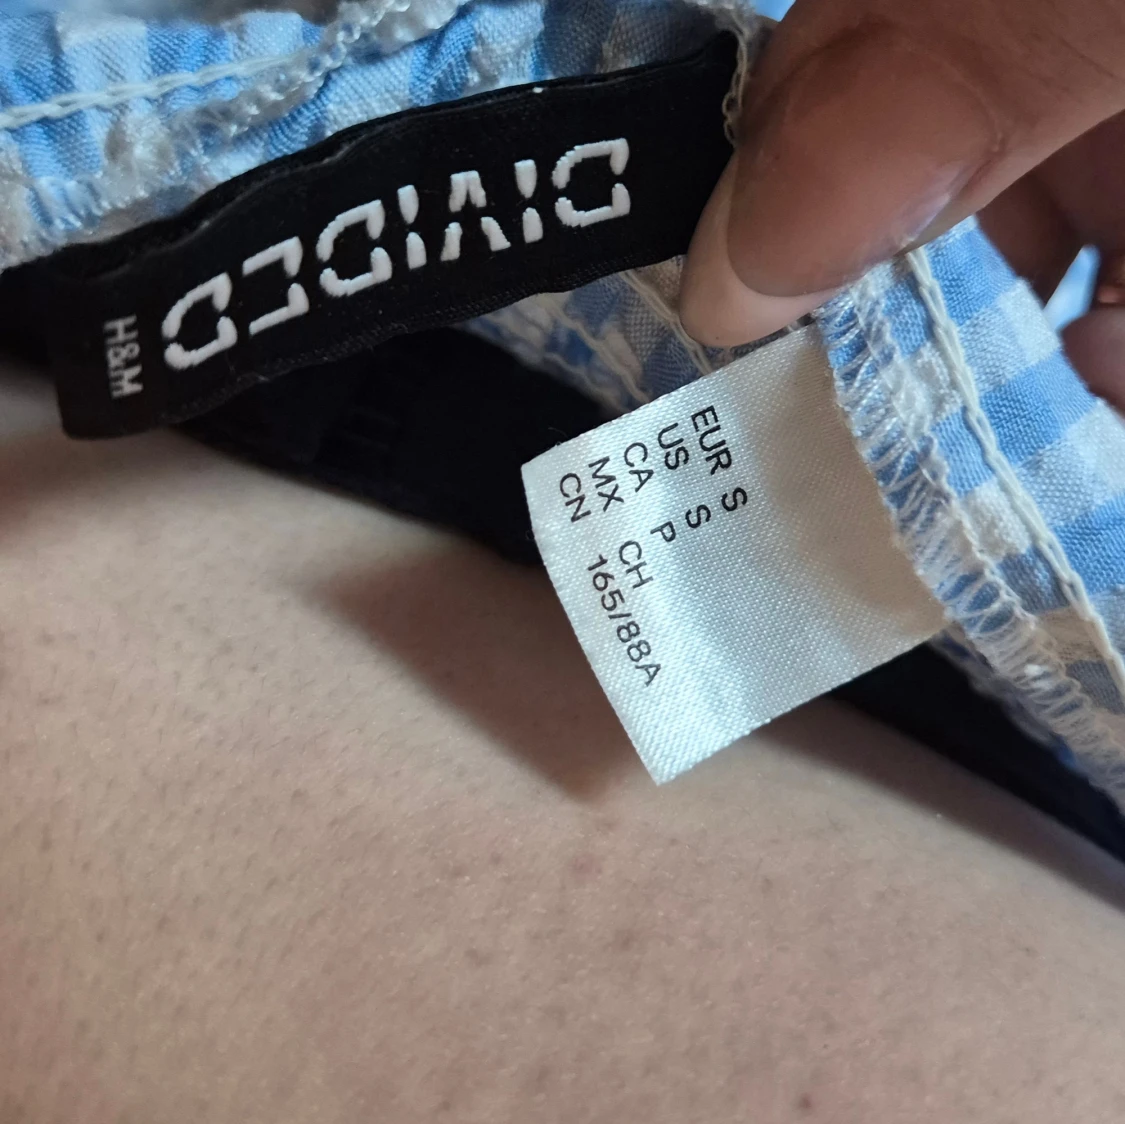 DIVIDED
H&M
EUR S
US S
CA P
MX CH
CN 165/88A